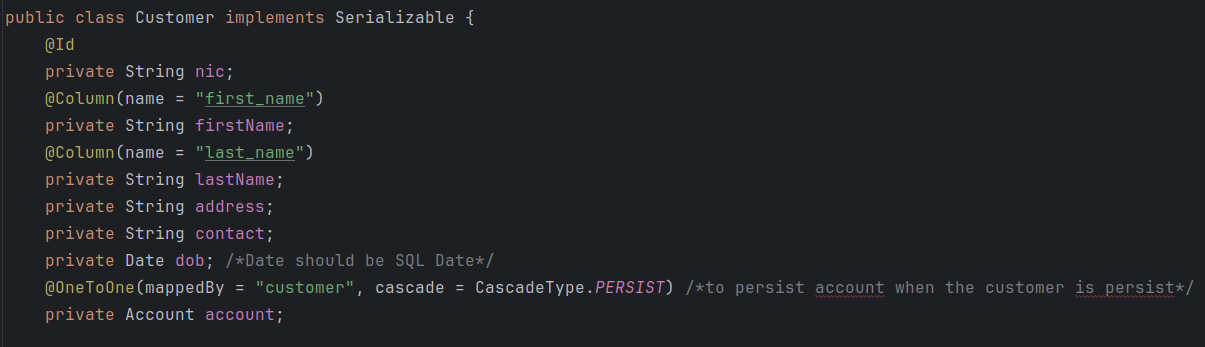 public class Customer implements Serializable {
    @Id
    private String nic;
    @Column(name = "first_name")
    private String firstName;
    @Column(name = "last_name")
    private String lastName;
    private String address;
    private String contact;
    private Date dob; /*Date should be SQL Date*/
    @OneToOne(mappedBy = "customer", cascade = CascadeType.PERSIST) /*to persist account when the customer is persist*/
    private Account account;